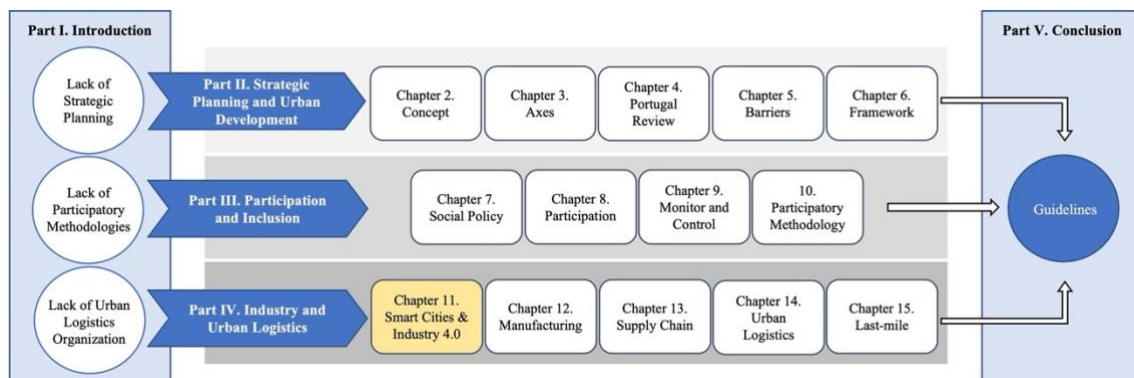 Part I. Introduction
Part V. Conclusion
Lack of
Strategic
Planning
Part II. Strategic
Planning and Urban
Development
Chapter 2.
Concept
Chapter 3.
Axes
Chapter 4.
Portugal
Review
Chapter 5.
Barriers
Chapter 6.
Framework
Lack of
Participatory
Methodologies
Part III. Participation
and Inclusion
Chapter 7.
Social Policy
Chapter 8.
Participation
Chapter 9.
Monitor and
Control
10.
Participatory
Methodology
Guidelines
Lack of Urban
Logistics
Organization
Part IV. Industry and
Urban Logistics
Chapter 11.
Smart Cities &
Industry 4.0
Chapter 12.
Manufacturing
Chapter 13.
Supply Chain
Chapter 14.
Urban
Logistics
Chapter 15.
Last-mile